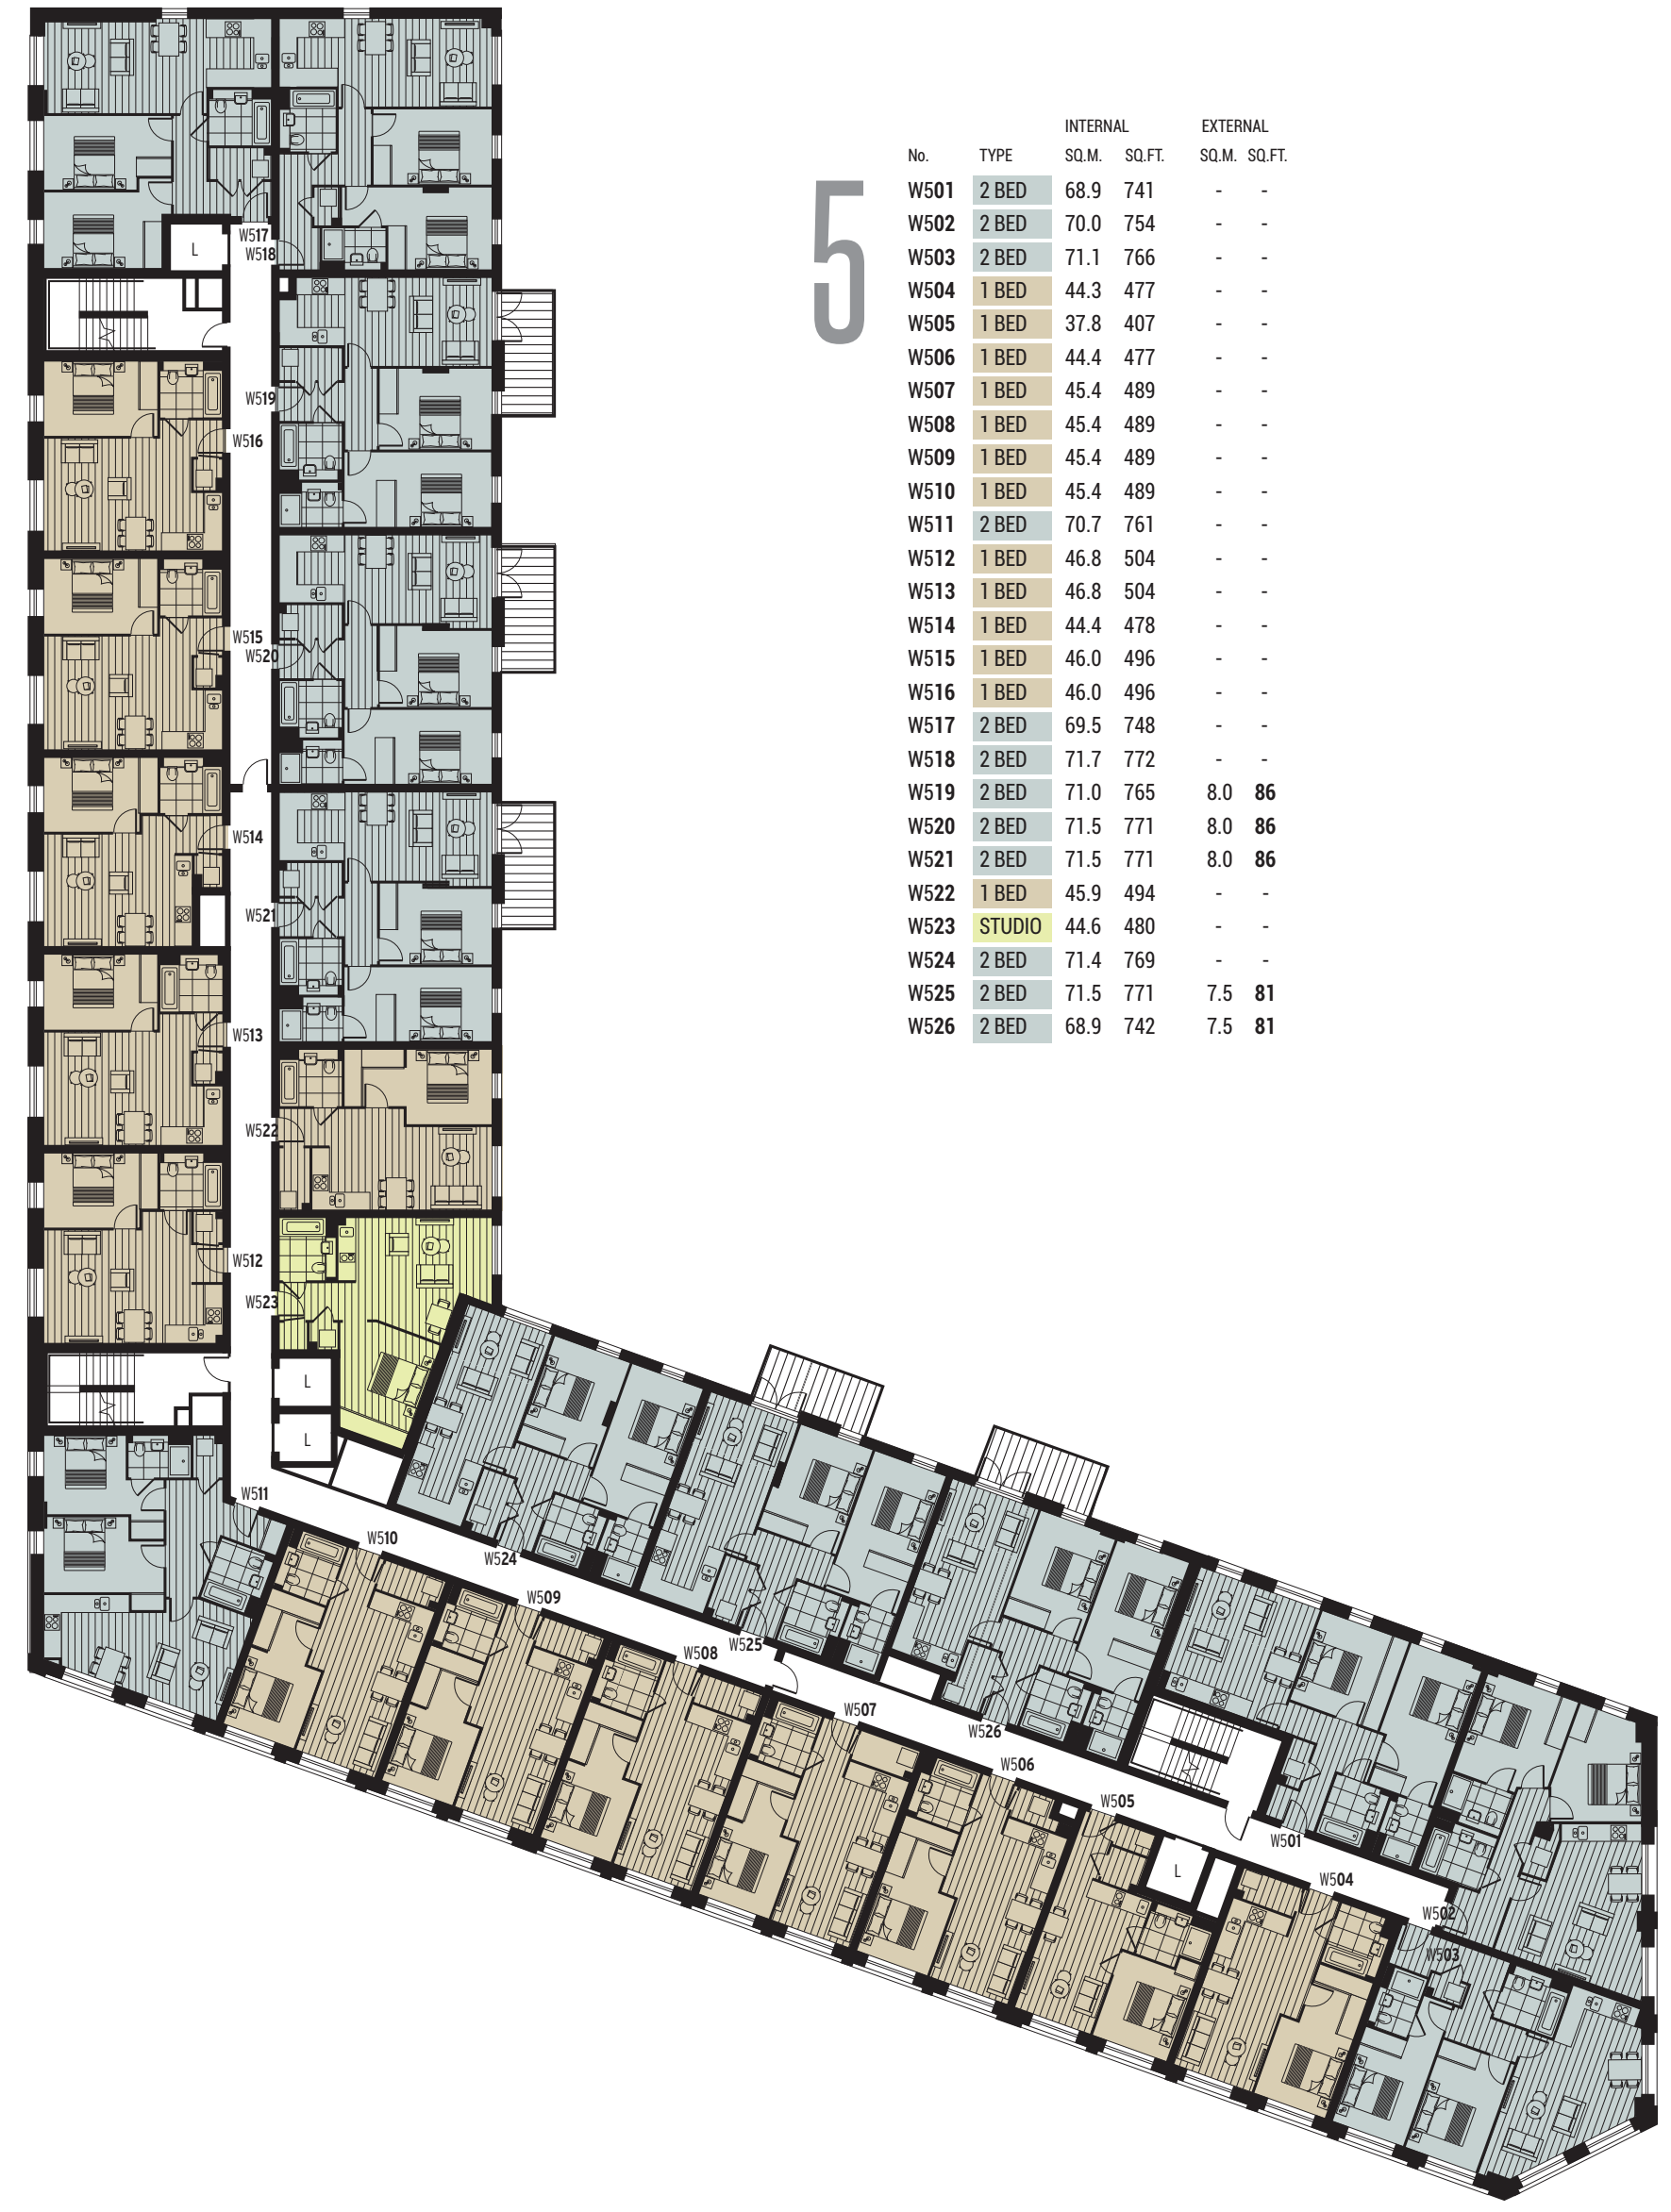 5
INTERNAL EXTERNAL
No. TYPE SQ.M. SQ.FT. SQ.M. SQ.FT.
W501 2 BED 68.9 741 - -
W502 2 BED 70.0 754 - -
W503 2 BED 71.1 766 - -
W504 1 BED 44.3 477 - -
W505 1 BED 37.8 407 - -
W506 1 BED 44.4 477 - -
W507 1 BED 45.4 489 - -
W508 1 BED 45.4 489 - -
W509 1 BED 45.4 489 - -
W510 1 BED 45.4 489 - -
W511 2 BED 70.7 761 - -
W512 1 BED 46.8 504 - -
W513 1 BED 46.8 504 - -
W514 1 BED 44.4 478 - -
W515 1 BED 46.0 496 - -
W516 1 BED 46.0 496 - -
W517 2 BED 69.5 748 - -
W518 2 BED 71.7 772 - -
W519 2 BED 71.0 765 8.0 86
W520 2 BED 71.5 771 8.0 86
W521 2 BED 71.5 771 8.0 86
W522 1 BED 45.9 494 - -
W523 STUDIO 44.6 480 - -
W524 2 BED 71.4 769 - -
W525 2 BED 71.5 771 7.5 81
W526 2 BED 68.9 742 7.5 81
W517
L
W518
W519
W516
W515
W520
W514
W521
W513
W522
W512
W523
L
L
W511
W510
W524
W509
W525
W508
W507
W526
W506
W505
W501
L
W504
W502
W503